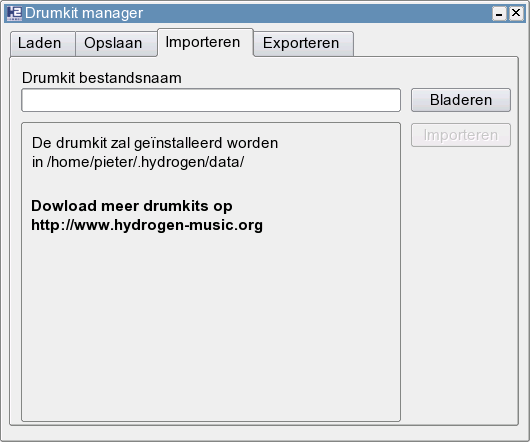 Drumkit manager
Laden Opslaan Importeren Exporteren
Drumkit bestandsnaam
Bladeren
Importeren
De drumkit zal geïnstalleerd worden
in /home/pieter/.hydrogen/data/
Dowload meer drumkits op
http://www.hydrogen-music.org